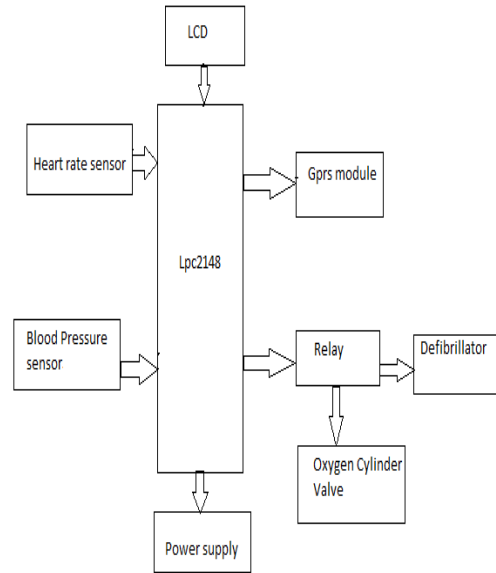 LCD
Heart rate sensor
Gprs module
Lpc2148
Blood Pressure
sensor
Relay
Defibrillator
Oxygen Cylinder
Valve
Power supply